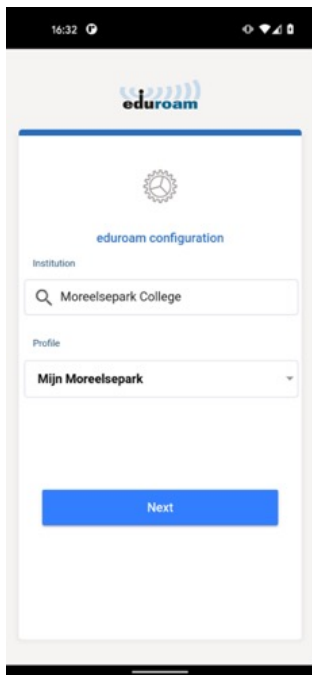 16:32
eduroam
eduroam configuration
Institution
Moreelsepark College
Profile
Mijn Moreelsepark
Next